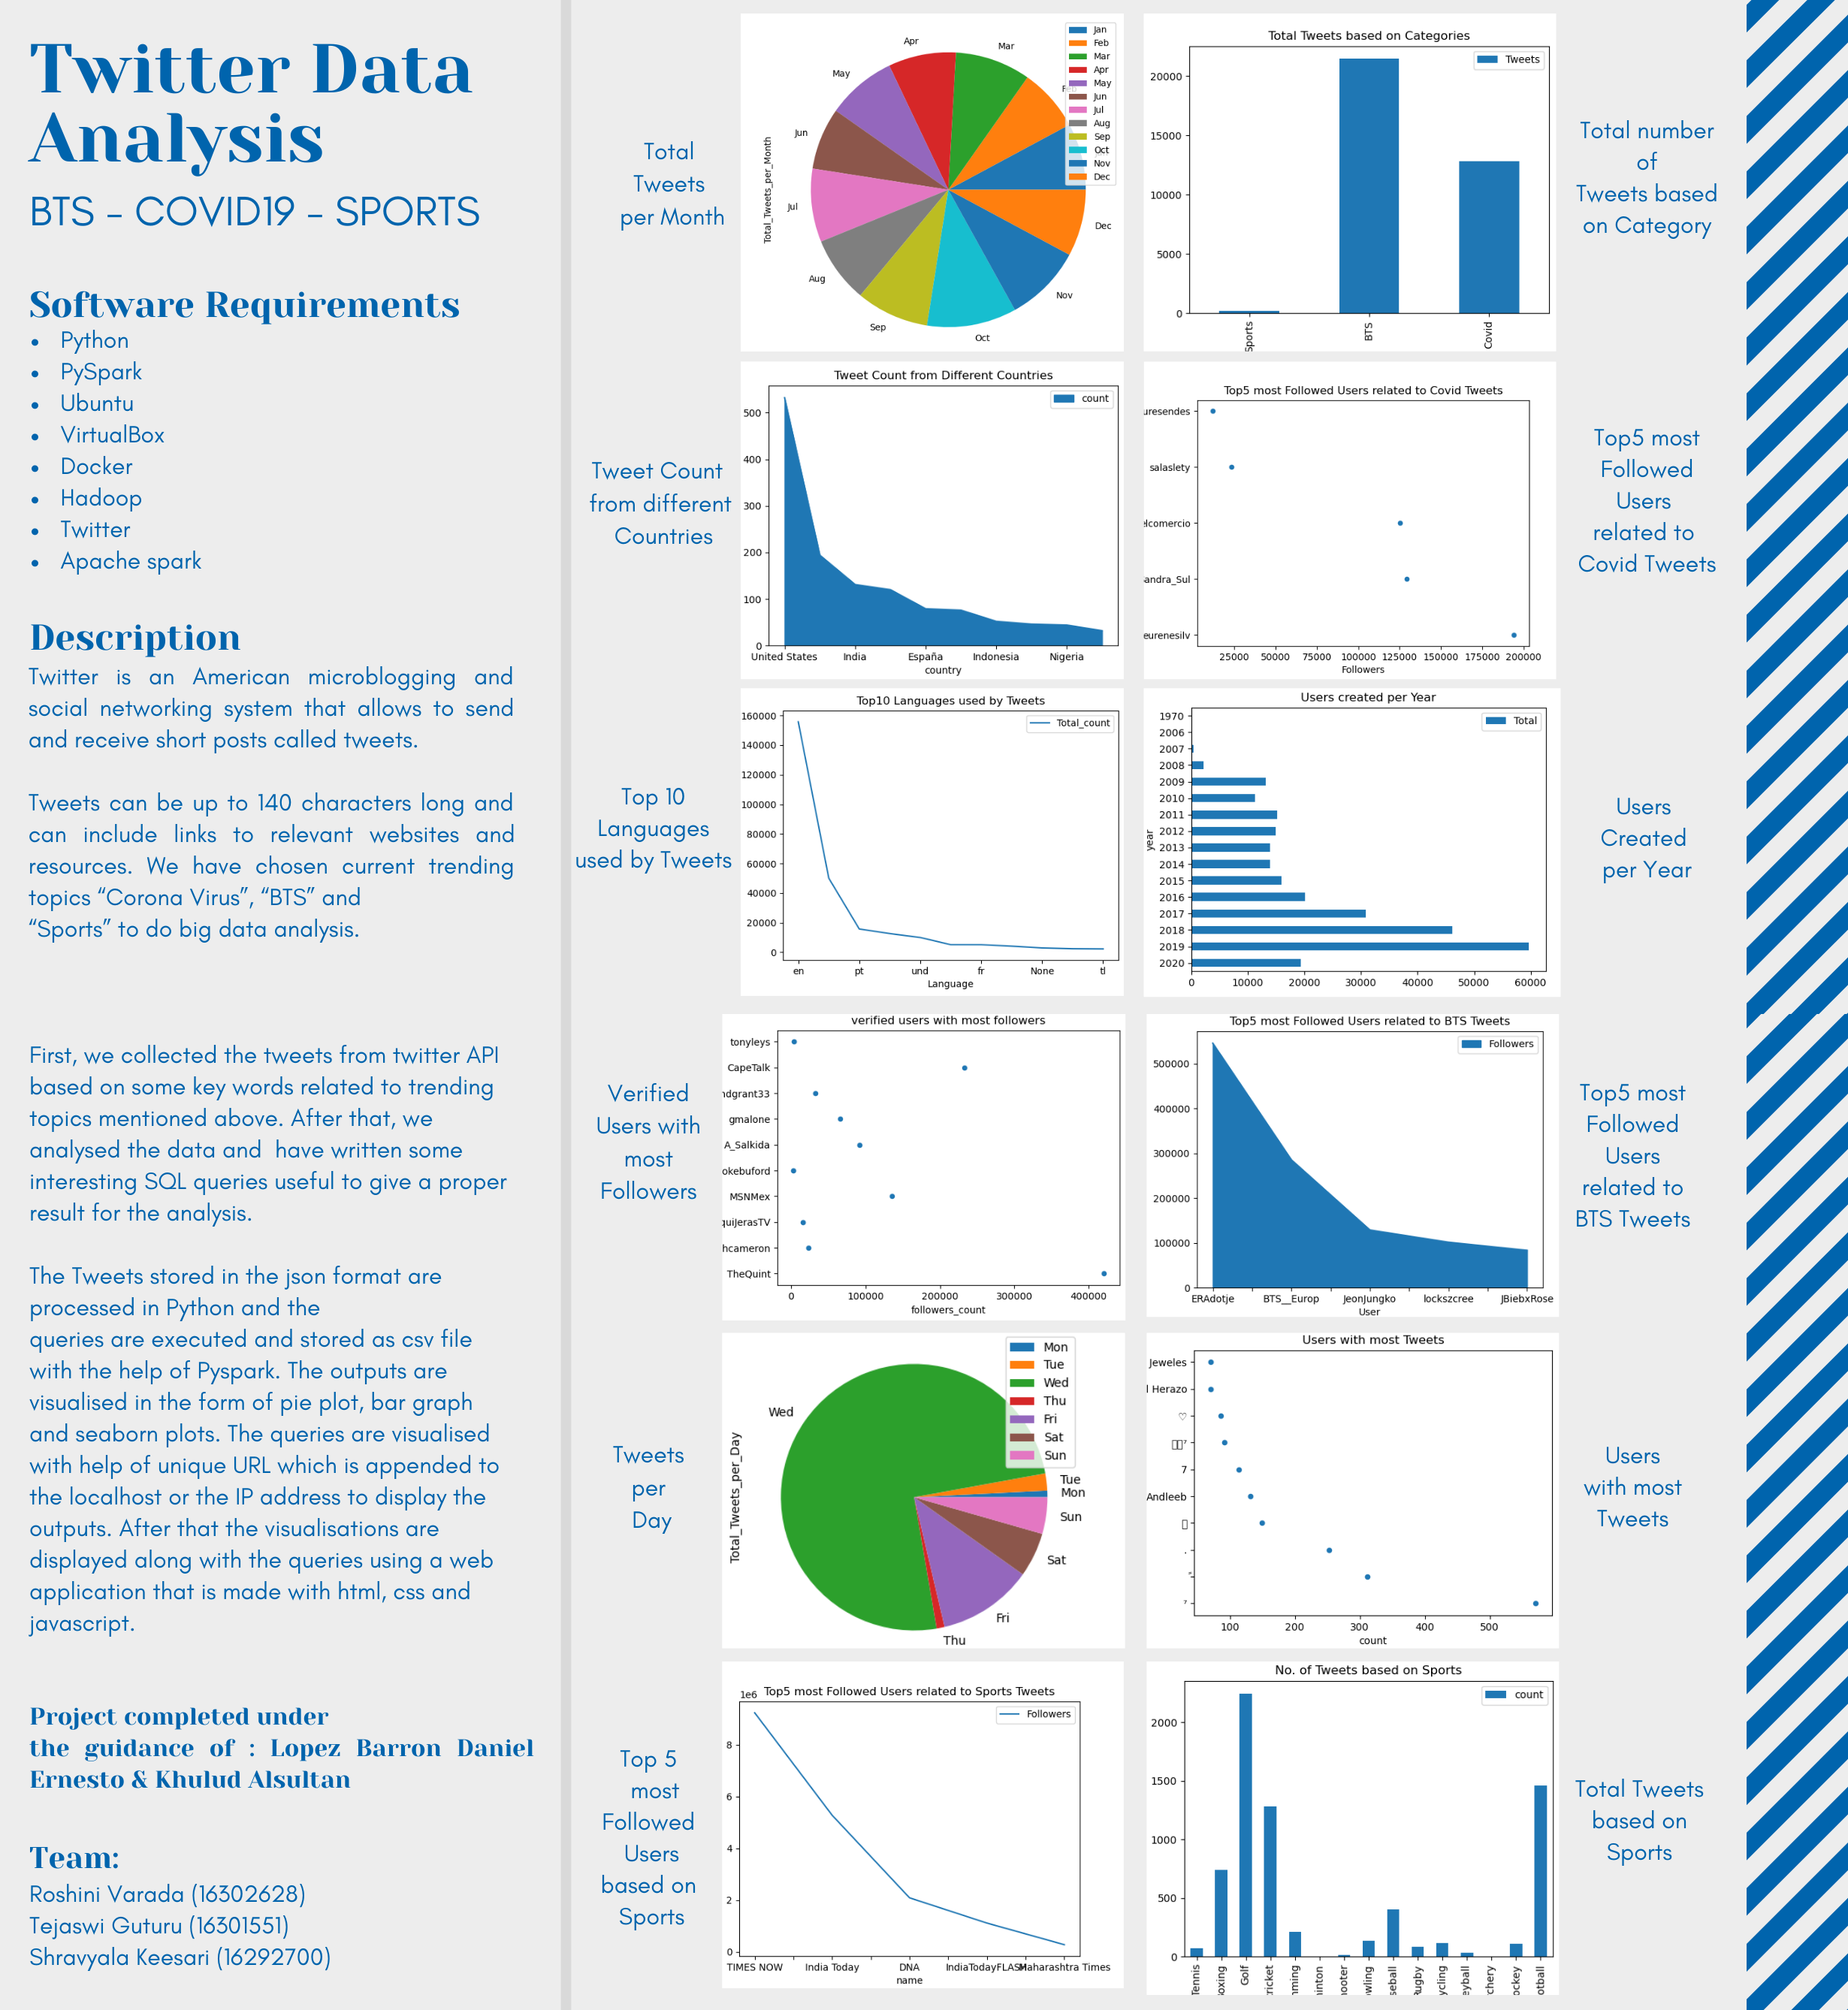 Twitter Data
Analysis
BTS - COVID19 - SPORTS
Software Requirements
• Python
• PySpark
• Ubuntu
• VirtualBox
• Docker
• Hadoop
• Twitter
• Apache spark
Description
Twitter is an American microblogging and
social networking system that allows to send
and receive short posts called tweets.
Tweets can be up to 140 characters long and
can include links to relevant websites and
resources. We have chosen current trending
topics “Corona Virus”, “BTS” and
“Sports” to do big data analysis.
First, we collected the tweets from twitter API
based on some key words related to trending
topics mentioned above. After that, we
analysed the data and have written some
interesting SQL queries useful to give a proper
result for the analysis.
The Tweets stored in the json format are
processed in Python and the
queries are executed and stored as csv file
with the help of Pyspark. The outputs are
visualised in the form of pie plot, bar graph
and seaborn plots. The queries are visualised
with help of unique URL which is appended to
the localhost or the IP address to display the
outputs. After that the visualisations are
displayed along with the queries using a web
application that is made with html, css and
javascript.
Project completed under
the guidance of : Lopez Barron Daniel
Ernesto & Khulud Alsultan
Team:
Roshini Varada (16302628)
Tejaswi Guturu (16301551)
Shravyala Keesari (16292700)
Total
Tweets
per Month
Total_Tweets_per_Month
Apr
Mar
May
Jun
Jul
Aug
Sep
Oct
Nov
Dec
Jan
Feb
Mar
Apr
May
Jun
Jul
Aug
Sep
Oct
Nov
Dec
Total Tweets based on Categories
Tweets
20000
15000
10000
5000
0
Sports
BTS
Covid
Total number
of
Tweets based
on Category
Tweet Count
from different
Countries
Tweet Count from Different Countries
count
500
400
300
200
100
0
United States India España Indonesia Nigeria
country
Top5 most Followed Users related to Covid Tweets
uresendes
salaslety
elcomercio
andra_Sul
eurenesilv
25000 50000 75000 100000 125000 150000 175000 200000
Followers
Top5 most
Followed
Users
related to
Covid Tweets
Top 10
Languages
used by Tweets
Top10 Languages used by Tweets
Total_count
160000
140000
120000
100000
80000
60000
40000
20000
0
en pt und fr None tl
Language
Users created per Year
Total
year
1970
2006
2007
2008
2009
2010
2011
2012
2013
2014
2015
2016
2017
2018
2019
2020
0 10000 20000 30000 40000 50000 60000
Users
Created
per Year
Verified
Users with
most
Followers
verified users with most followers
tonyleys
CapeTalk
ndgrant33
gmalone
A_Salkida
okebuford
MSNMex
quiJerasTV
hcameron
TheQuint
0 100000 200000 300000 400000
followers_count
Top5 most Followed Users related to BTS Tweets
Followers
500000
400000
300000
200000
100000
0
ERAdotje BTS__Europ JeonJungko lockszcree JBiebxRose
User
Top5 most
Followed
Users
related to
BTS Tweets
Tweets
per
Day
Total_Tweets_per_Day
Wed
Tue
Mon
Sun
Sat
Fri
Thu
Mon
Tue
Wed
Thu
Fri
Sat
Sun
Users with most Tweets
Jeweles
l Herazo
♡
7
Andleeb
100 200 300 400 500
count
Users
with most
Tweets
Top 5
most
Followed
Users
based on
Sports
1e6 Top5 most Followed Users related to Sports Tweets
Followers
8
6
4
2
0
TIMES NOW India Today DNA IndiaTodayFLASH Maharashtra Times
name
No. of Tweets based on Sports
count
2000
1500
1000
500
0
Tennis
oxing
Golf
ricket
nming
inton
nooter
owling
seball
Rugby
ycling
eyball
rchery
ockey
ootball
Total Tweets
based on
Sports